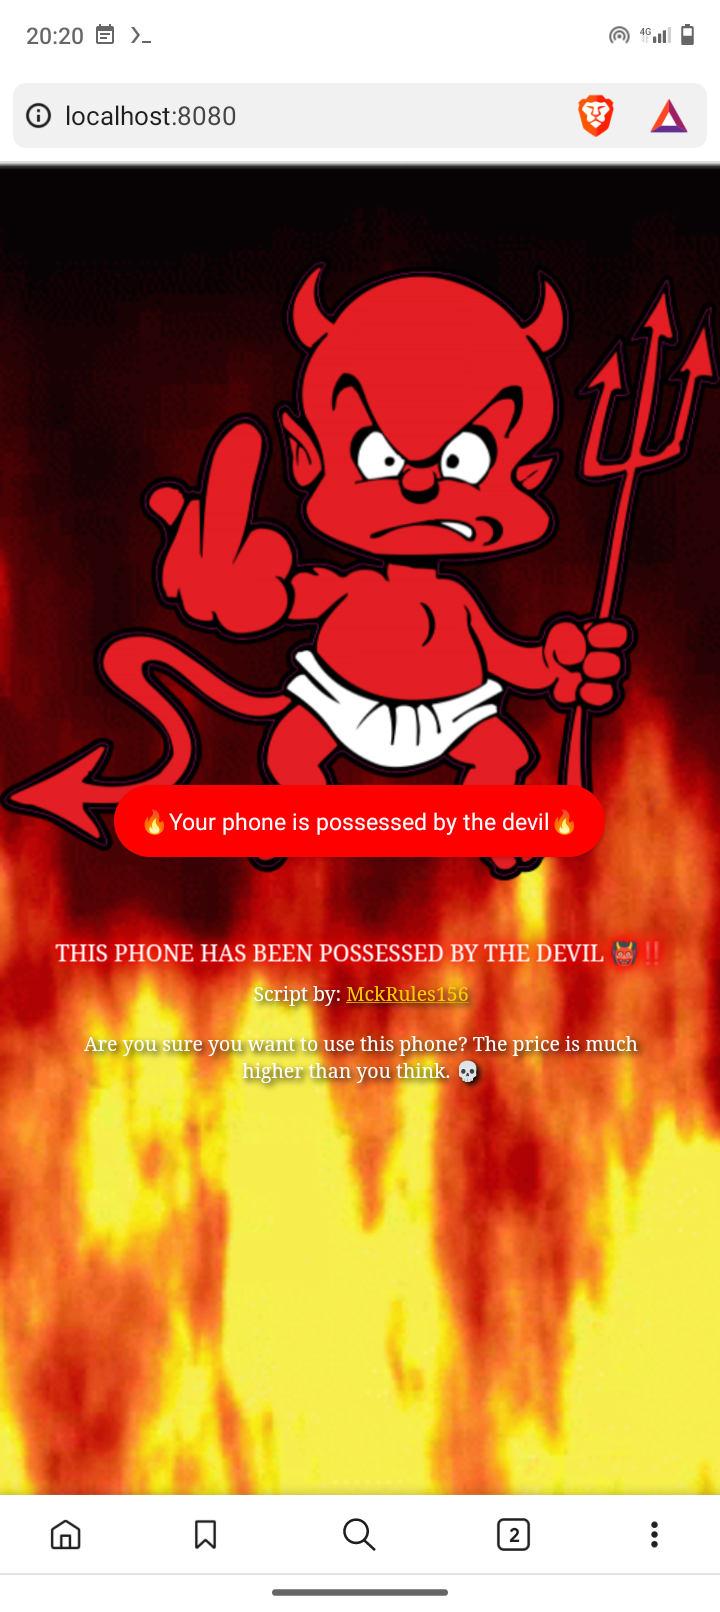 20:20
4G
localhost:8080
🔥Your phone is possessed by the devil🔥
THIS PHONE HAS BEEN POSSESSED BY THE DEVIL 👹‼️
Script by: MckRules156
Are you sure you want to use this phone? The price is much
higher than you think. 💀
2